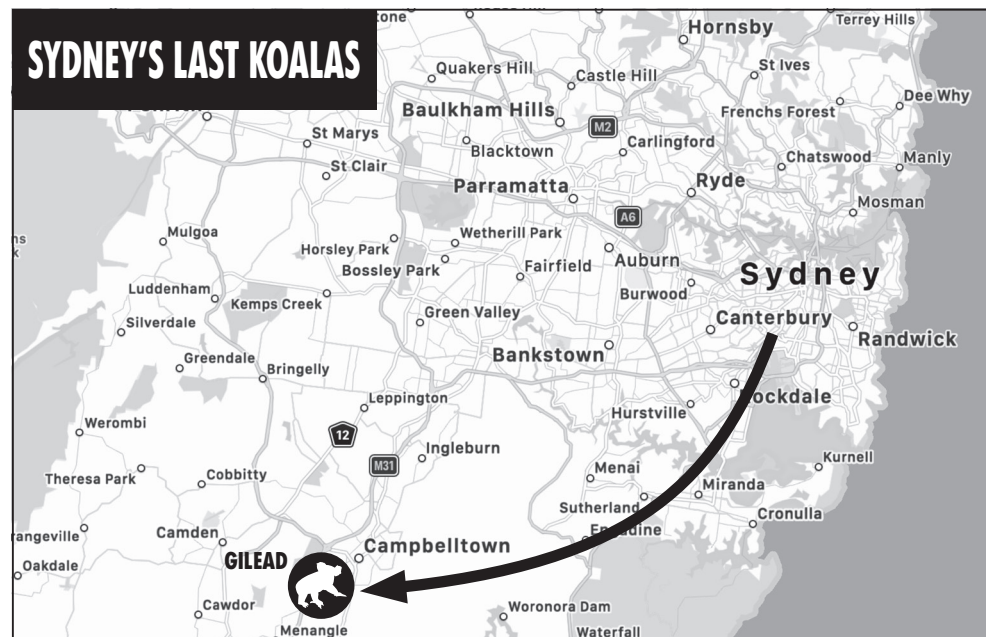 SYDNEY'S LAST KOALAS
Hornsby
Terrey Hills
Quakers Hill
Castle Hill
St Ives
Dee Why
Baulkham Hills
Frenchs Forest
M2
St Marys
Carlingford
Blacktown
Chatswood
Manly
St Clair
Parramatta
Ryde
Mosman
A6
Mulgoa
Wetherill Park
Horsley Park
Auburn
Bossley Park
Fairfield
Sydney
Luddenham
Burwood
Kemps Creek
Green Valley
Canterbury
Silverdale
Randwick
Bankstown
Greendale
Bringelly
Leppington
Rockdale
Hurstville
Werombi
12
Ingleburn
Kurnell
M31
Menai
Theresa Park
Cobbitty
Miranda
Sutherland
Cronulla
rangeville
Camden
Engadine
Campbelltown
GILEAD
Oakdale
Cawdor
Woronora Dam
Menangle
Waterfall